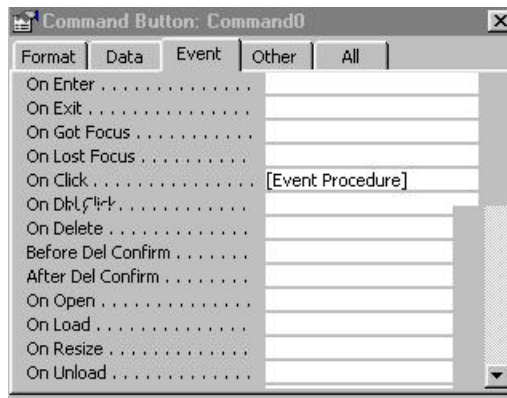 Command Button: Command0
Format Data Event Other All
On Enter . . . . . . . . . . . . . .
On Exit . . . . . . . . . . . . . . .
On Got Focus . . . . . . . . . . .
On Lost Focus . . . . . . . . . .
On Click . . . . . . . . . . . . . . . [Event Procedure]
On
On Delete . . . . . . . . . . . . .
Before Del Confirm . . . . . . .
After Del Confirm . . . . . . . .
On Open . . . . . . . . . . . . . .
On Load . . . . . . . . . . . . . .
On Resize . . . . . . . . . . . . .
On Unload . . . . . . . . . . . .